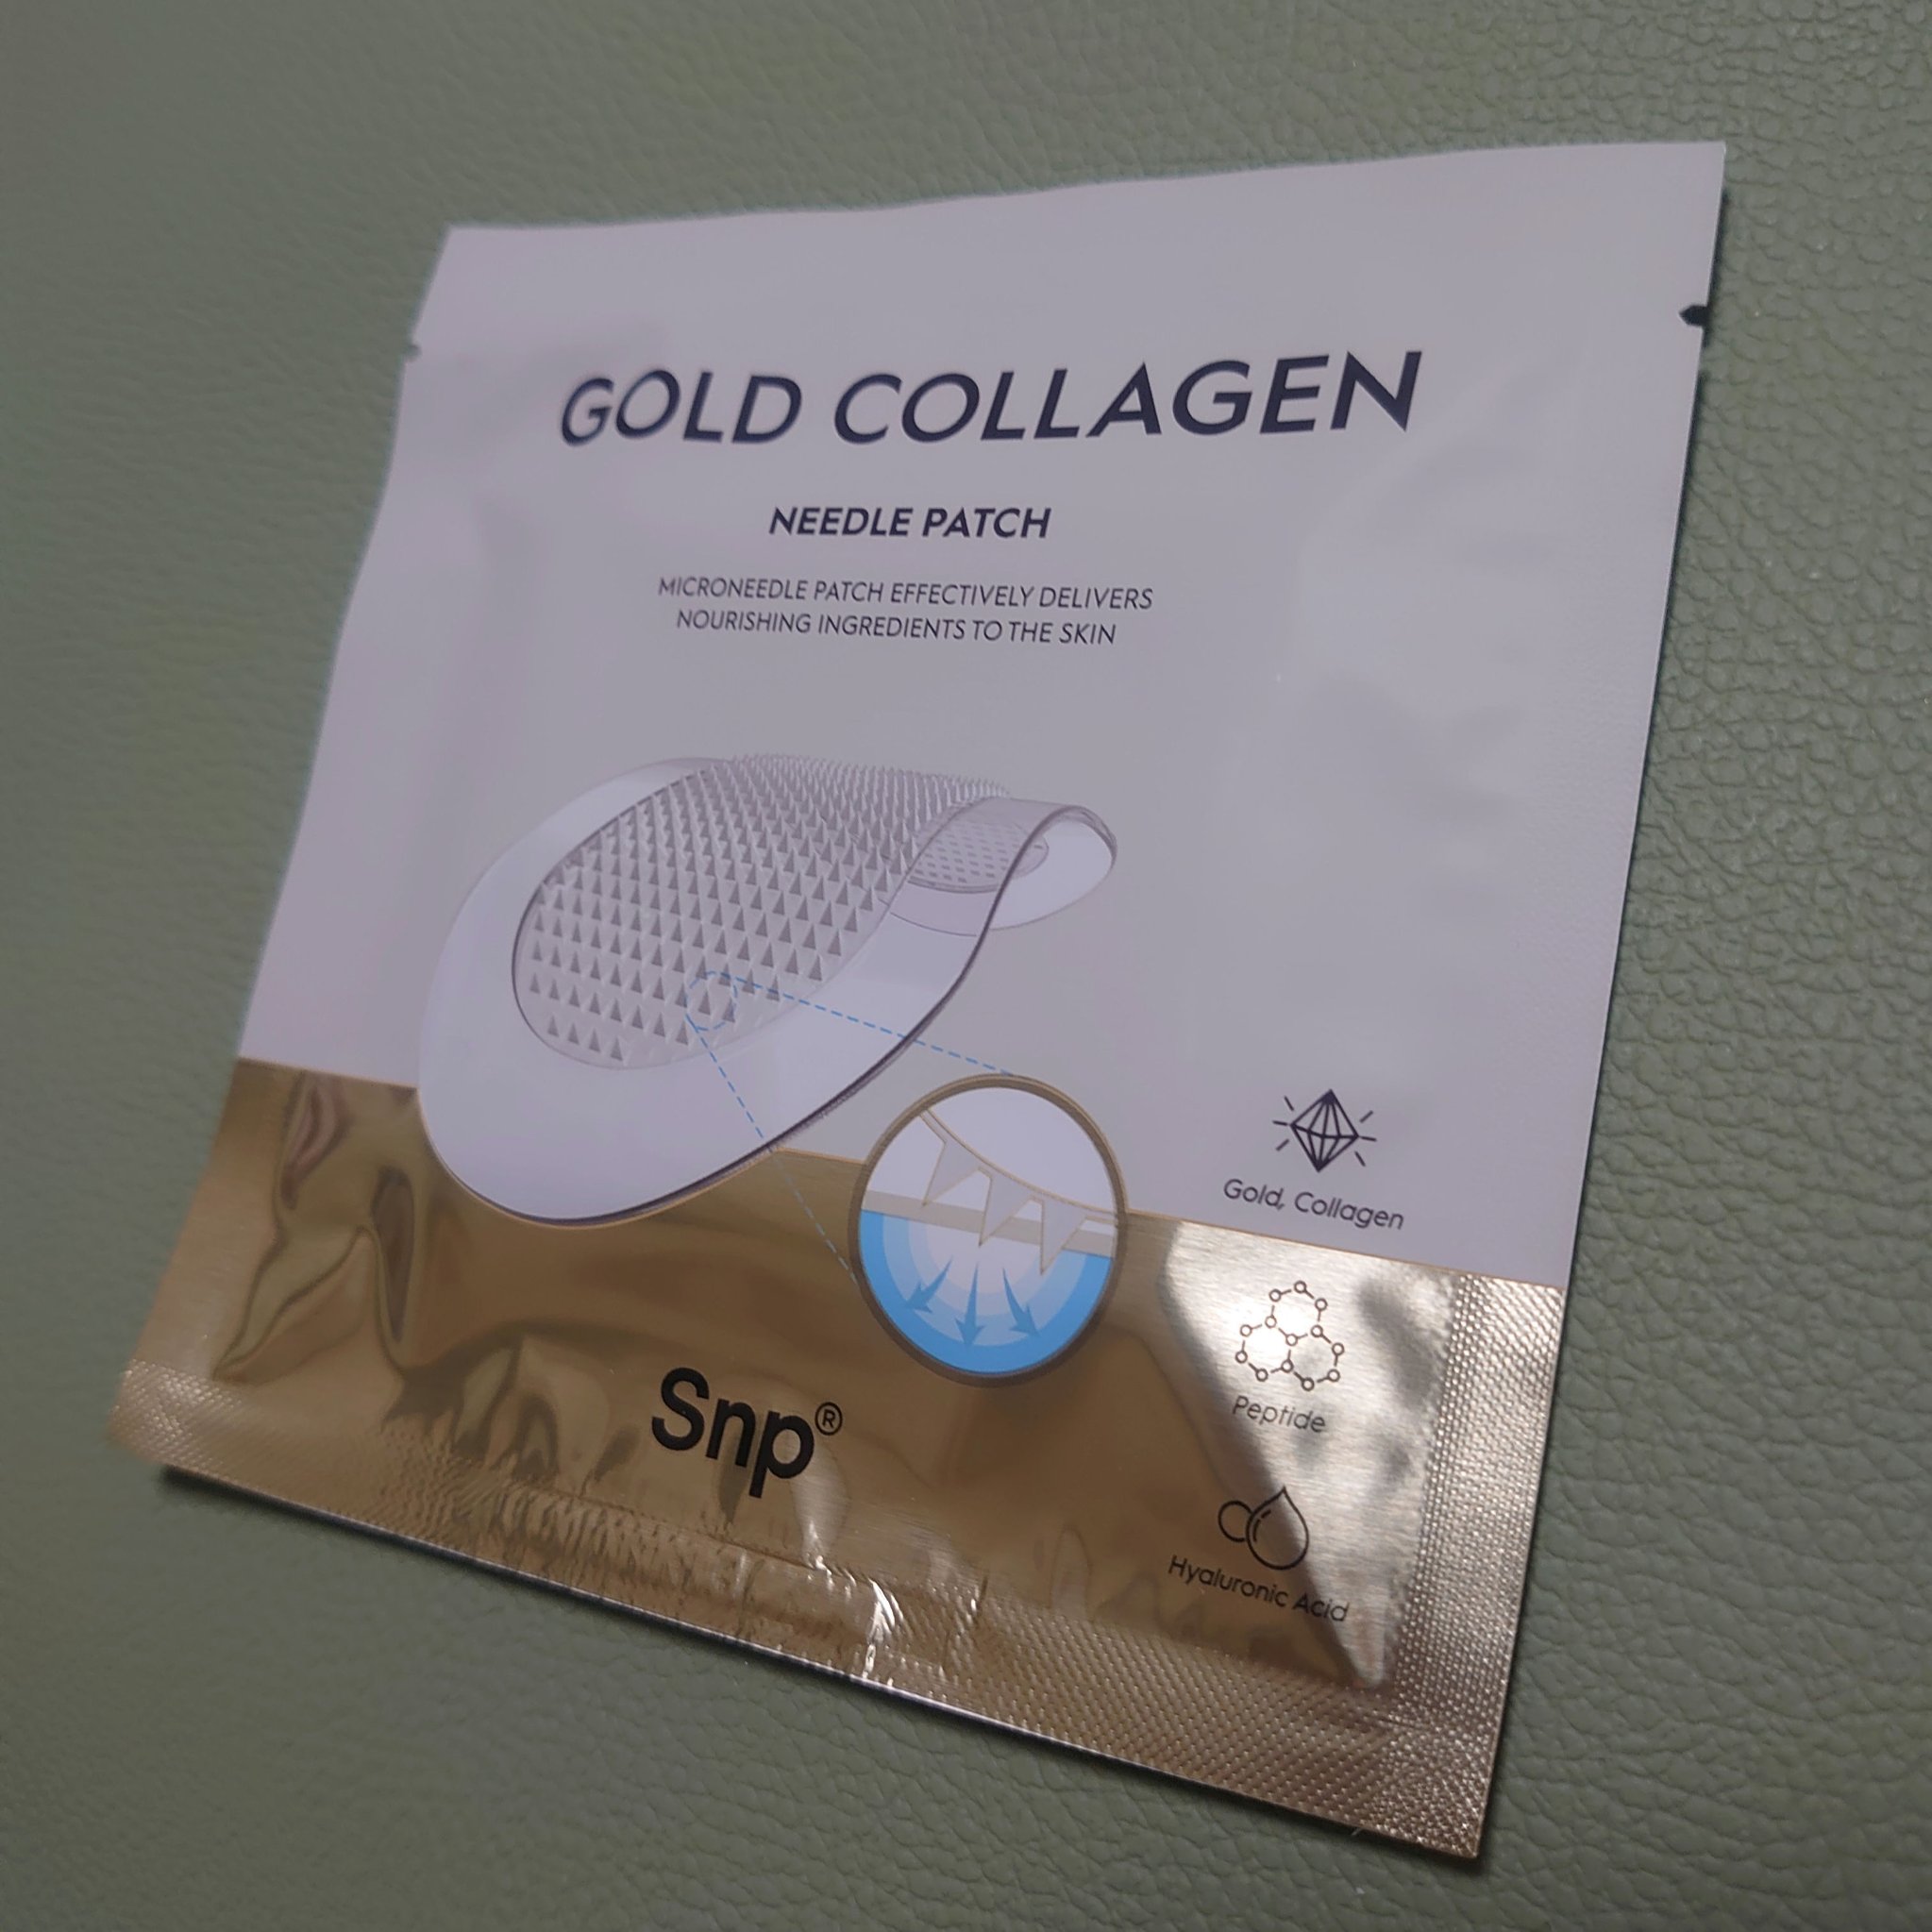 GOLD COLLAGEN
NEEDLE PATCH
MICRONEEDLE PATCH EFFECTIVELY DELIVERS
NOURISHING INGREDIENTS TO THE SKIN
Gold, Collagen
Peptide
Hyaluronic Acid
Snp®